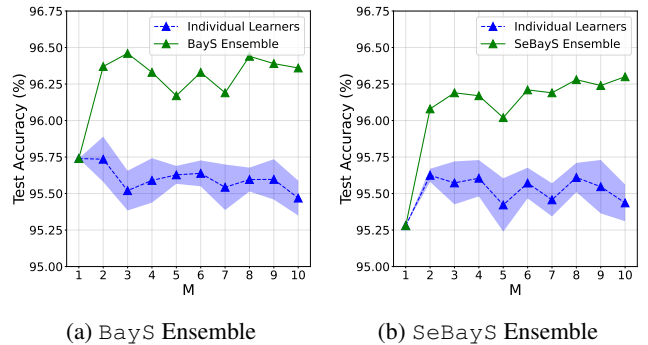 96.75
96.50
96.25
96.00
95.75
95.50
95.25
95.00
Test Accuracy (%)
Individual Learners
BayS Ensemble
1 2 3 4 5 6 7 8 9 10
M
(a) BayS Ensemble
96.75
96.50
96.25
96.00
95.75
95.50
95.25
95.00
Test Accuracy (%)
Individual Learners
SeBayS Ensemble
1 2 3 4 5 6 7 8 9 10
M
(b) SeBayS Ensemble